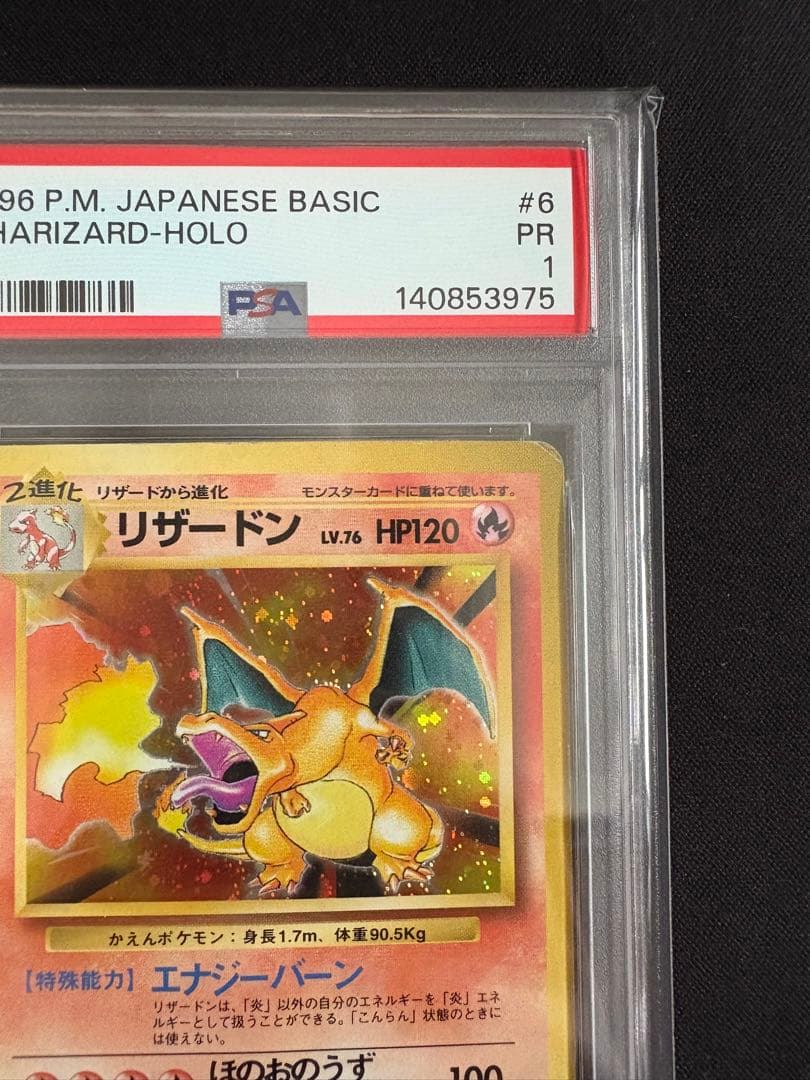 96 P.M. JAPANESE BASIC #6
HARIZARD-HOLO PR
1
PSA 140853975
2進化 リザードから進化 モンスターカードに重ねて使います。
リザードン LV.76 HP120
かえんポケモン：身長1.7m、体重90.5Kg
【特殊能力】エナジーバーン
リザードンは、「炎」以外の自分のエネルギーを「炎」エネ
ルギーとして扱うことができる。「こんらん」状態のときに
は使えない。
ほのおのうず 100